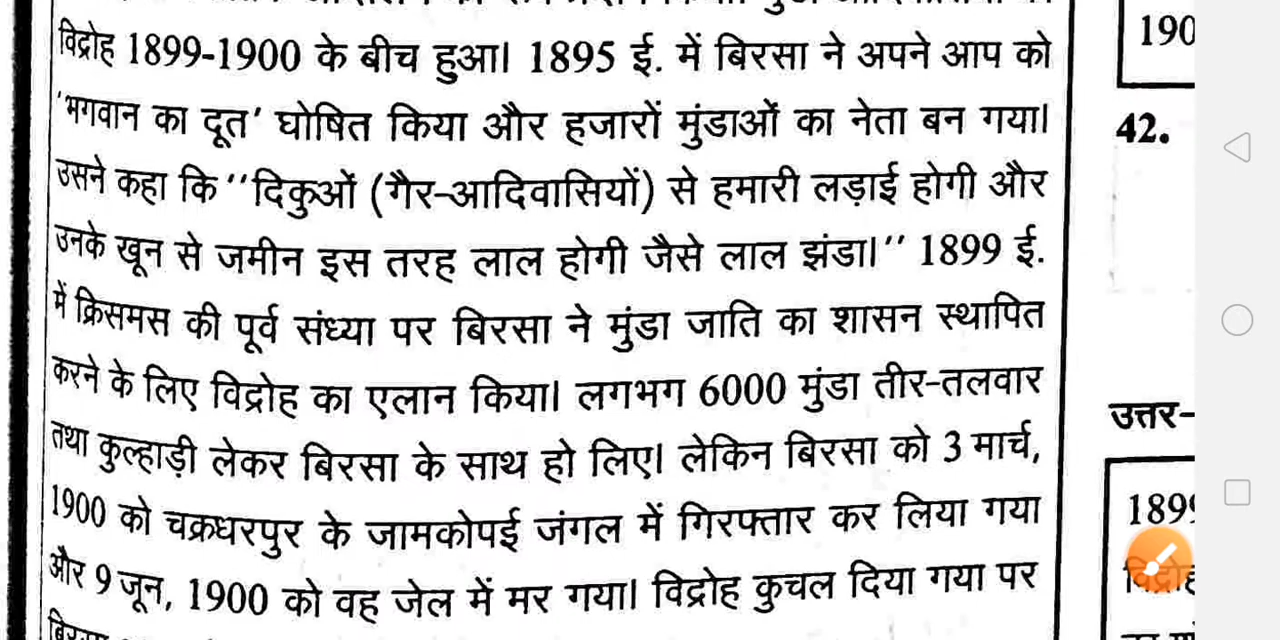 विद्रोह 1899-1900 के बीच हुआ। 1895 ई. में बिरसा ने अपने आप को
'भगवान का दूत' घोषित किया और हजारों मुंडाओं का नेता बन गया।
उसने कहा कि ''दिकुओं (गैर-आदिवासियों) से हमारी लड़ाई होगी और
उनके खून से जमीन इस तरह लाल होगी जैसे लाल झंडा।'' 1899 ई.
में क्रिसमस की पूर्व संध्या पर बिरसा ने मुंडा जाति का शासन स्थापित
करने के लिए विद्रोह का एलान किया। लगभग 6000 मुंडा तीर-तलवार
तथा कुल्हाड़ी लेकर बिरसा के साथ हो लिए। लेकिन बिरसा को 3 मार्च,
1900 को चक्रधरपुर के जामकोपई जंगल में गिरफ्तार कर लिया गया
और 9 जून, 1900 को वह जेल में मर गया। विद्रोह कुचल दिया गया पर
190
42.
उत्तर-
189